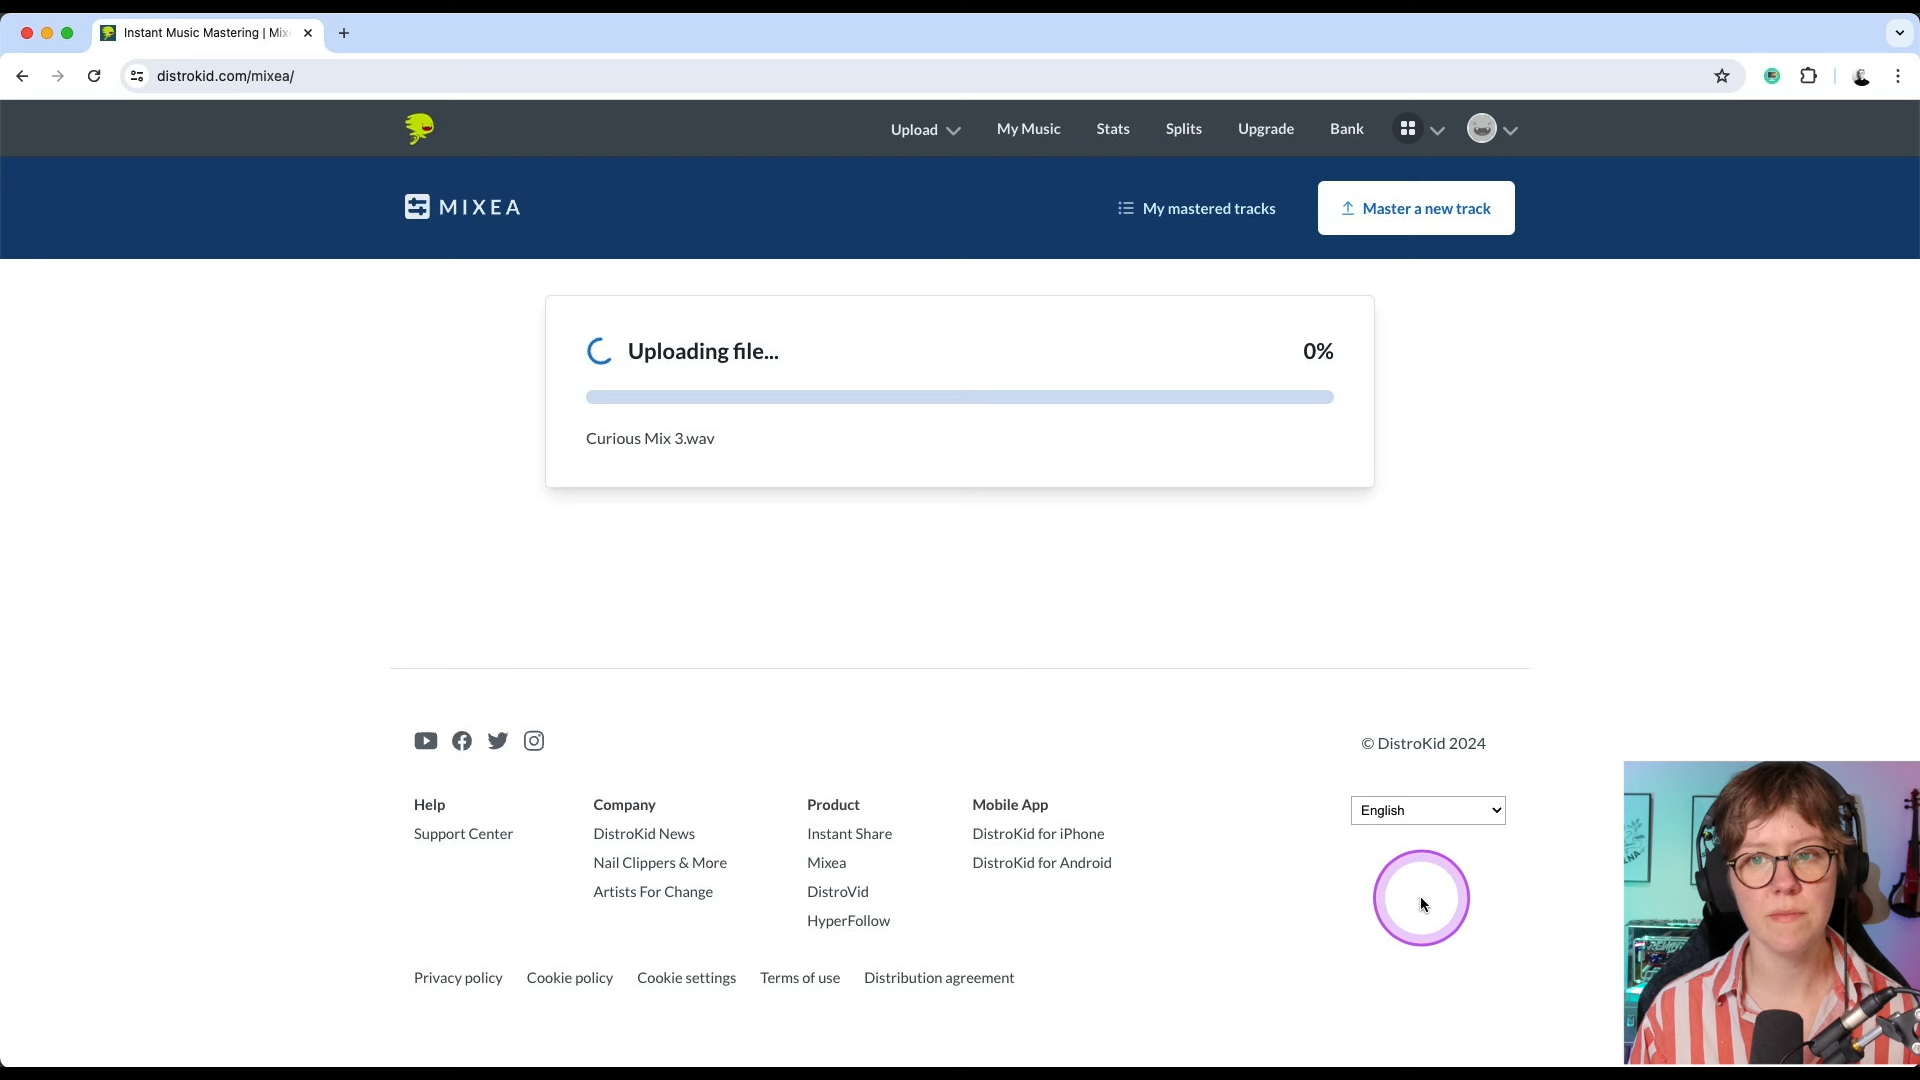 Instant Music Mastering | Mix
distrokid.com/mixea/
Upload
My Music
Stats
Splits
Upgrade
Bank
MIXEA
My mastered tracks
Master a new track
Uploading file...
0%
Curious Mix 3.wav
© DistroKid 2024
Help
Support Center
Company
DistroKid News
Nail Clippers & More
Artists For Change
Product
Instant Share
Mixea
DistroVid
HyperFollow
Mobile App
DistroKid for iPhone
DistroKid for Android
English
Privacy policy
Cookie policy
Cookie settings
Terms of use
Distribution agreement